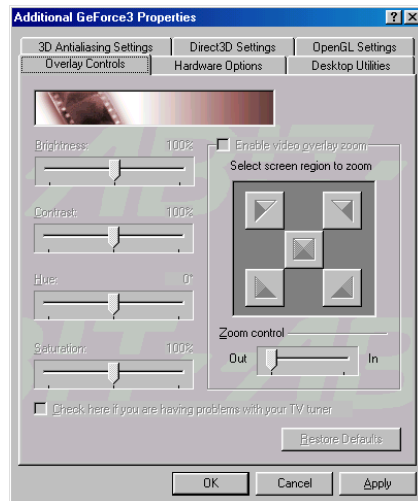 Additional GeForce3 Properties
3D Antialiasing Settings Direct3D Settings OpenGL Settings
Overlay Controls Hardware Options Desktop Utilities
Brightness: 100%
Enable video overlay zoom
Select screen region to zoom
Contrast: 100%
Hue: 0°
Zoom control
Saturation: 100%
Out In
Check here if you are having problems with your TV tuner
Restore Defaults
OK Cancel Apply